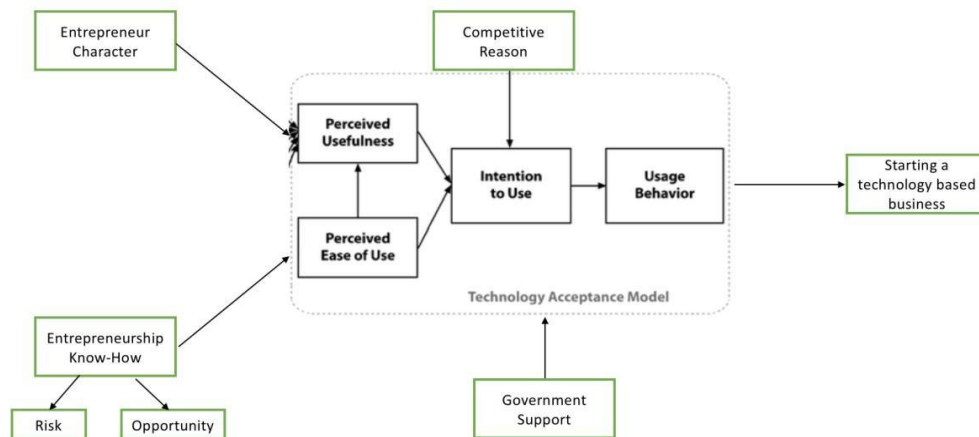 Entrepreneur
Character
Competitive
Reason
Perceived
Usefulness
Intention
to Use
Usage
Behavior
Starting a
technology based
business
Perceived
Ease of Use
Technology Acceptance Model
Entrepreneurship
Know-How
Risk
Opportunity
Government
Support